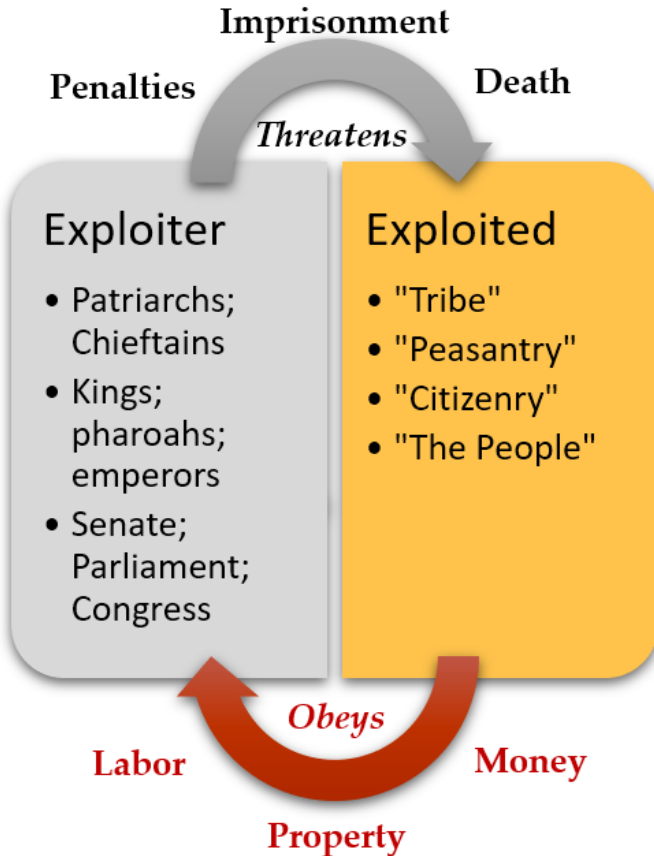 Imprisonment
Penalties
Death
Threatens
Exploiter
• Patriarchs;
Chieftains
• Kings;
pharoahs;
emperors
• Senate;
Parliament;
Congress
Exploited
• "Tribe"
• "Peasantry"
• "Citizenry"
• "The People"
Obeys
Labor
Money
Property